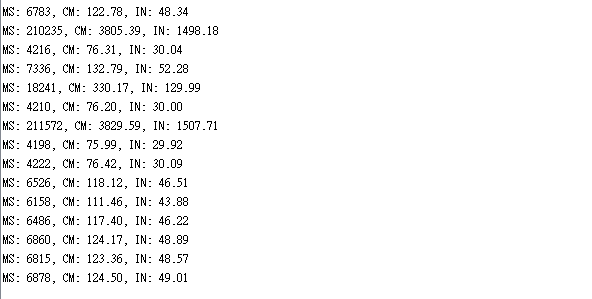 MS: 6783, CM: 122.78, IN: 48.34
MS: 210235, CM: 3805.39, IN: 1498.18
MS: 4216, CM: 76.31, IN: 30.04
MS: 7336, CM: 132.79, IN: 52.28
MS: 18241, CM: 330.17, IN: 129.99
MS: 4210, CM: 76.20, IN: 30.00
MS: 211572, CM: 3829.59, IN: 1507.71
MS: 4198, CM: 75.99, IN: 29.92
MS: 4222, CM: 76.42, IN: 30.09
MS: 6526, CM: 118.12, IN: 46.51
MS: 6158, CM: 111.46, IN: 43.88
MS: 6486, CM: 117.40, IN: 46.22
MS: 6860, CM: 124.17, IN: 48.89
MS: 6815, CM: 123.36, IN: 48.57
MS: 6878, CM: 124.50, IN: 49.01